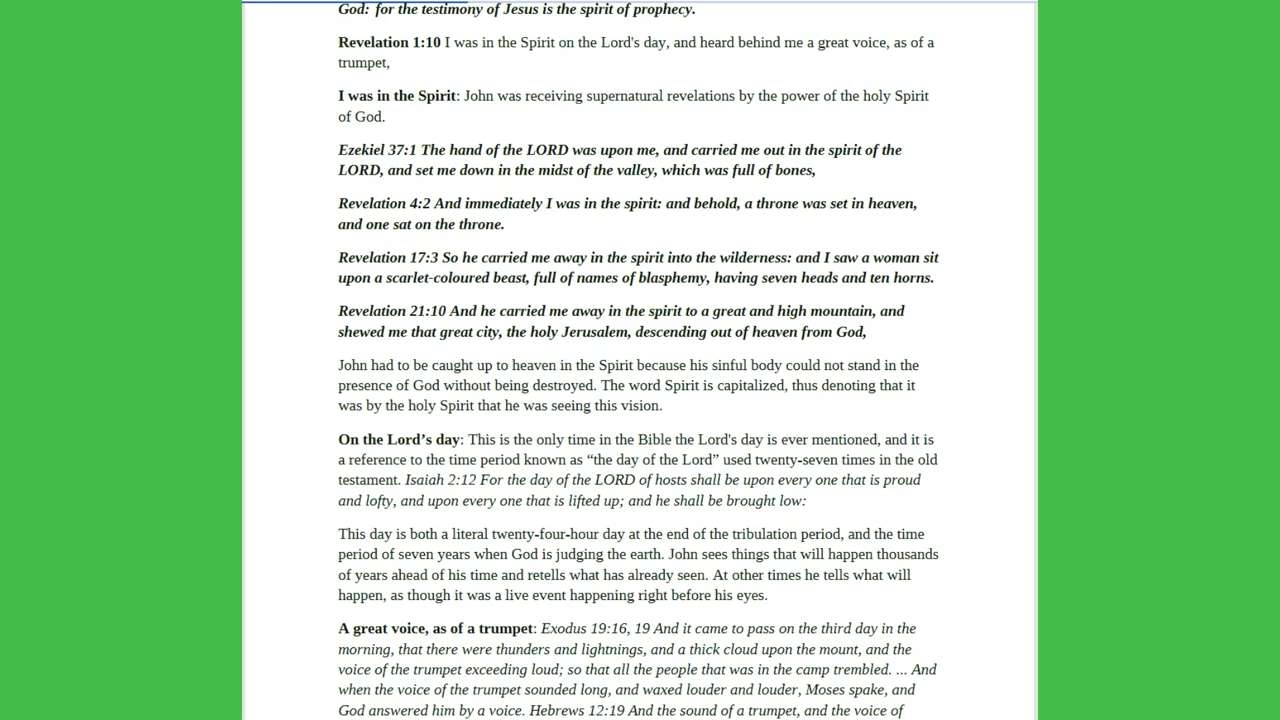 God: for the testimony of Jesus is the spirit of prophecy.
Revelation 1:10 I was in the Spirit on the Lord's day, and heard behind me a great voice, as of a
trumpet,
I was in the Spirit: John was receiving supernatural revelations by the power of the holy Spirit
of God.
Ezekiel 37:1 The hand of the LORD was upon me, and carried me out in the spirit of the
LORD, and set me down in the midst of the valley, which was full of bones,
Revelation 4:2 And immediately I was in the spirit: and behold, a throne was set in heaven,
and one sat on the throne.
Revelation 17:3 So he carried me away in the spirit into the wilderness: and I saw a woman sit
upon a scarlet-coloured beast, full of names of blasphemy, having seven heads and ten horns.
Revelation 21:10 And he carried me away in the spirit to a great and high mountain, and
shewed me that great city, the holy Jerusalem, descending out of heaven from God,
John had to be caught up to heaven in the Spirit because his sinful body could not stand in the
presence of God without being destroyed. The word Spirit is capitalized, thus denoting that it
was by the holy Spirit that he was seeing this vision.
On the Lord’s day: This is the only time in the Bible the Lord's day is ever mentioned, and it is
a reference to the time period known as “the day of the Lord” used twenty-seven times in the old
testament. Isaiah 2:12 For the day of the LORD of hosts shall be upon every one that is proud
and lofty, and upon every one that is lifted up; and he shall be brought low:
This day is both a literal twenty-four-hour day at the end of the tribulation period, and the time
period of seven years when God is judging the earth. John sees things that will happen thousands
of years ahead of his time and retells what has already seen. At other times he tells what will
happen, as though it was a live event happening right before his eyes.
A great voice, as of a trumpet: Exodus 19:16, 19 And it came to pass on the third day in the
morning, that there were thunders and lightnings, and a thick cloud upon the mount, and the
voice of the trumpet exceeding loud; so that all the people that was in the camp trembled. ... And
when the voice of the trumpet sounded long, and waxed louder and louder, Moses spake, and
God answered him by a voice. Hebrews 12:19 And the sound of a trumpet, and the voice of